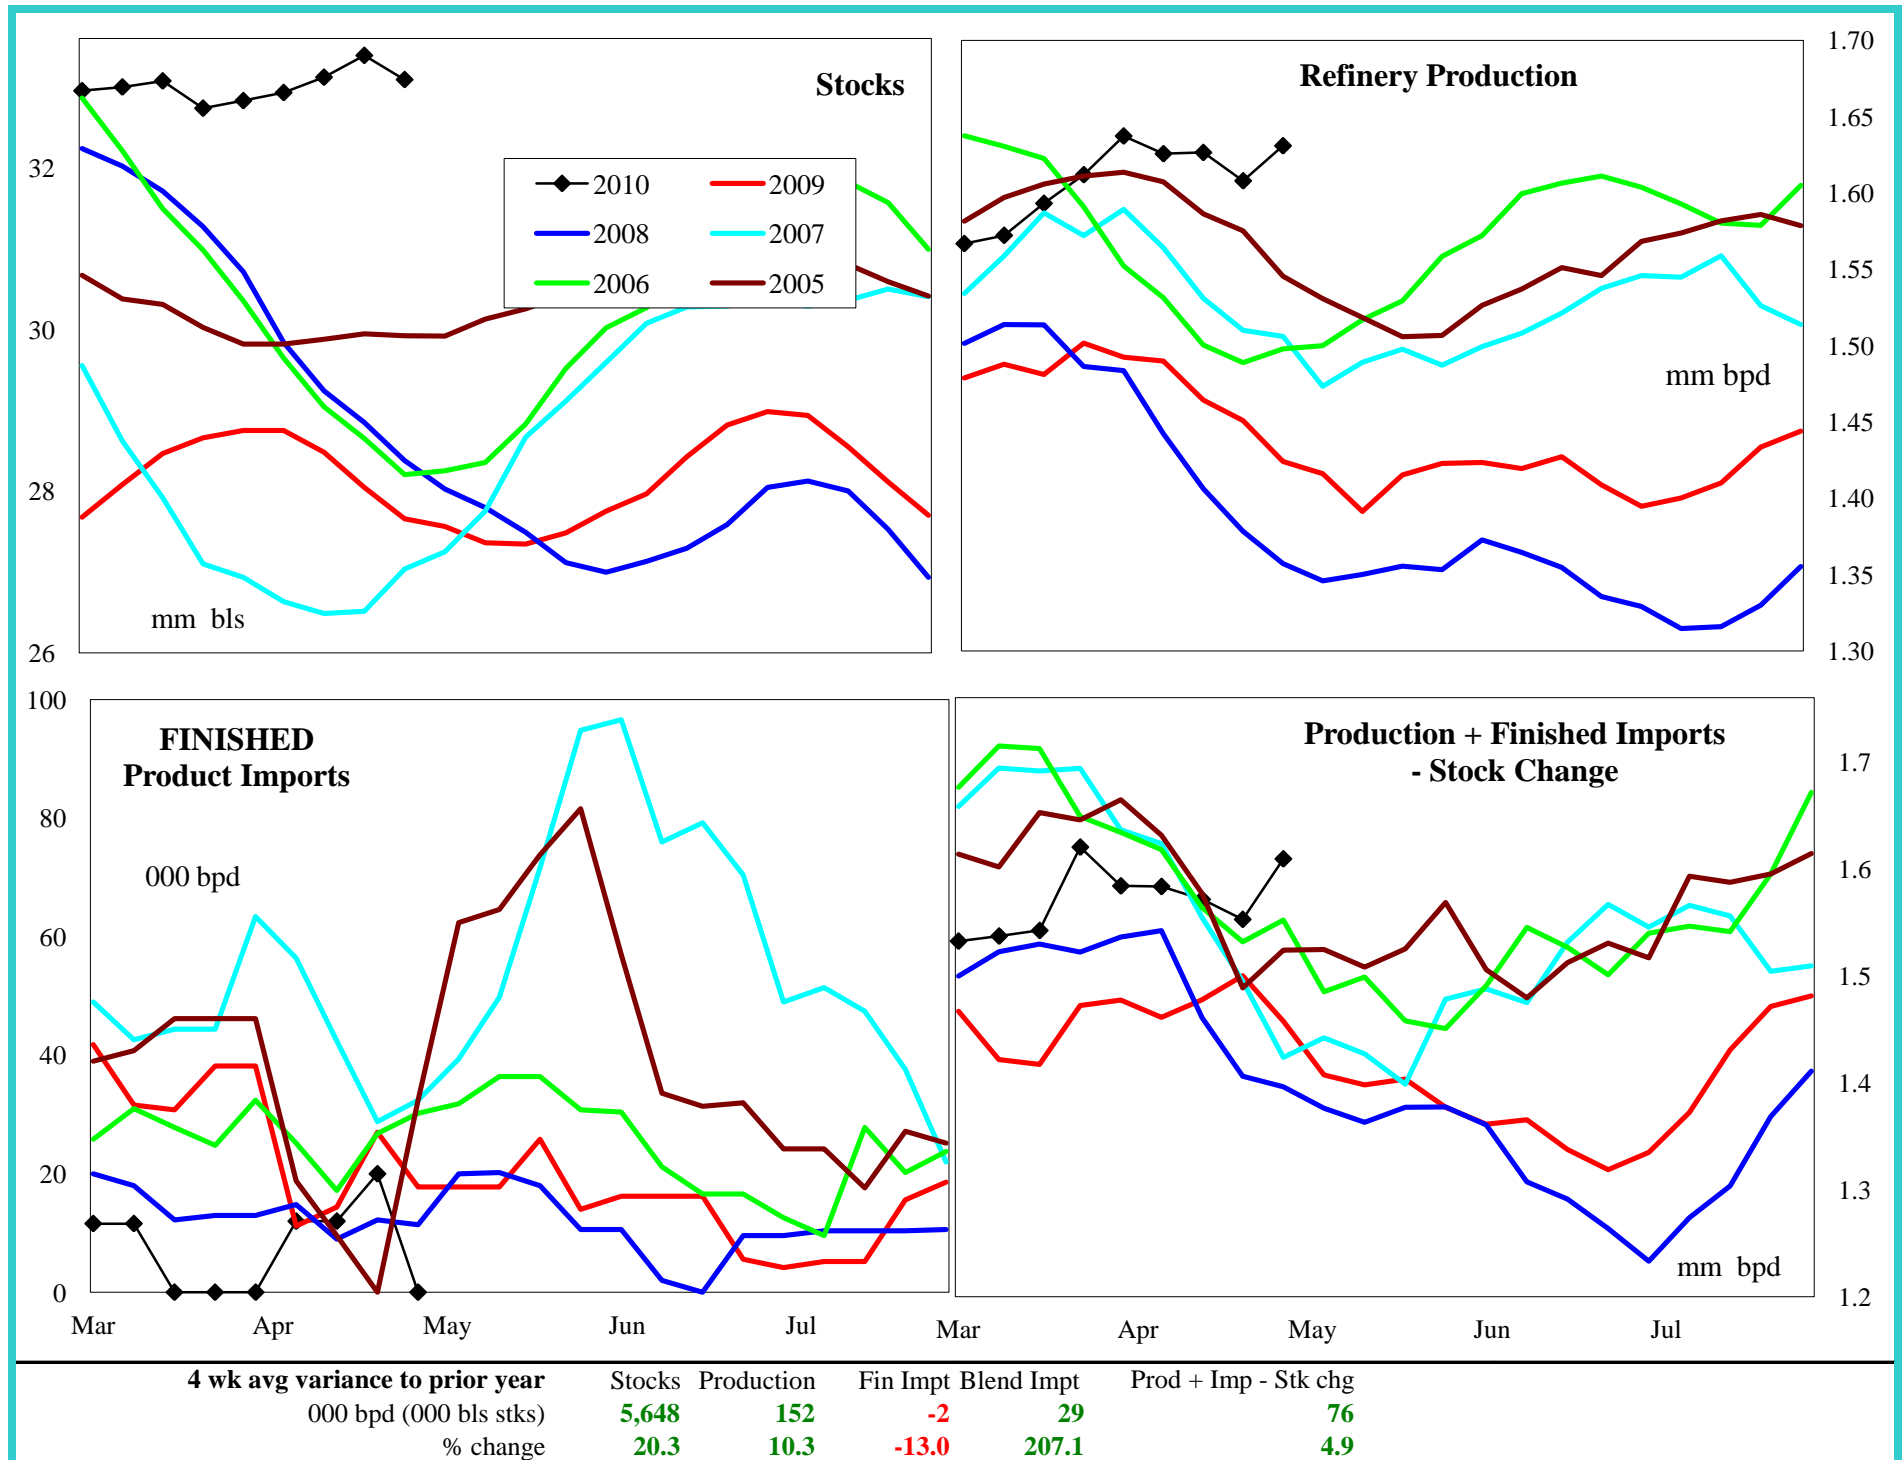 Stocks
32
30
28
26
mm bls
2010 2009
2008 2007
2006 2005
Refinery Production
mm bpd
1.70
1.65
1.60
1.55
1.50
1.45
1.40
1.35
1.30
FINISHED
Product Imports
000 bpd
100
80
60
40
20
0
Mar Apr May Jun Jul
Production + Finished Imports
- Stock Change
1.7
1.6
1.5
1.4
1.3
1.2
mm bpd
Mar Apr May Jun Jul
4 wk avg variance to prior year Stocks Production Fin Impt Blend Impt Prod + Imp - Stk chg
000 bpd (000 bls stks) 5,648 152 -2 29 76
% change 20.3 10.3 -13.0 207.1 4.9